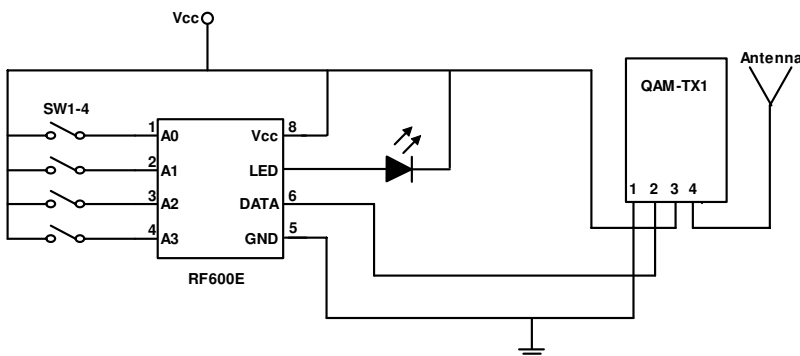 Vcc
Antenna
QAM-TX1
SW1-4
1 A0 Vcc 8
2 A1 LED
3 A2 DATA 6
4 A3 GND 5
1 2 3 4
RF600E